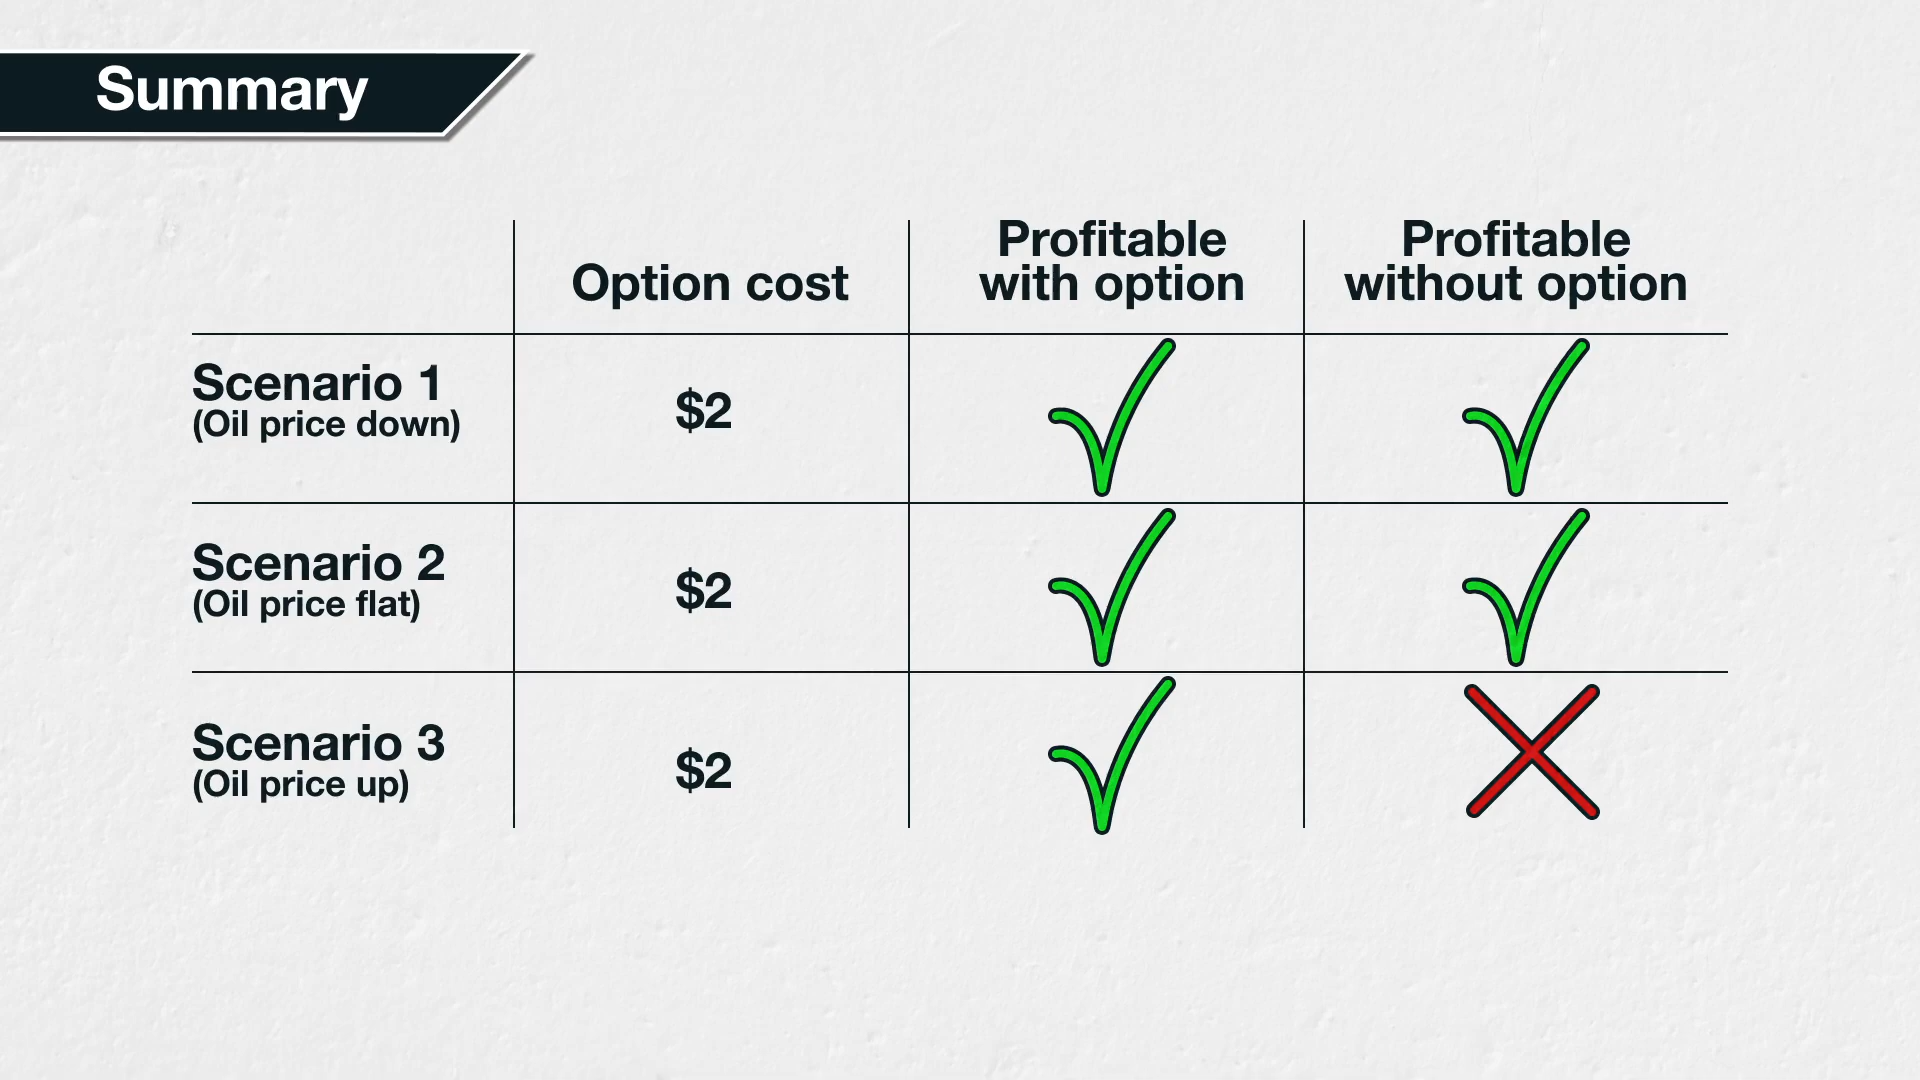 Summary
Option cost
Profitable
with option
Profitable
without option
Scenario 1
(Oil price down)
$2
Scenario 2
(Oil price flat)
$2
Scenario 3
(Oil price up)
$2